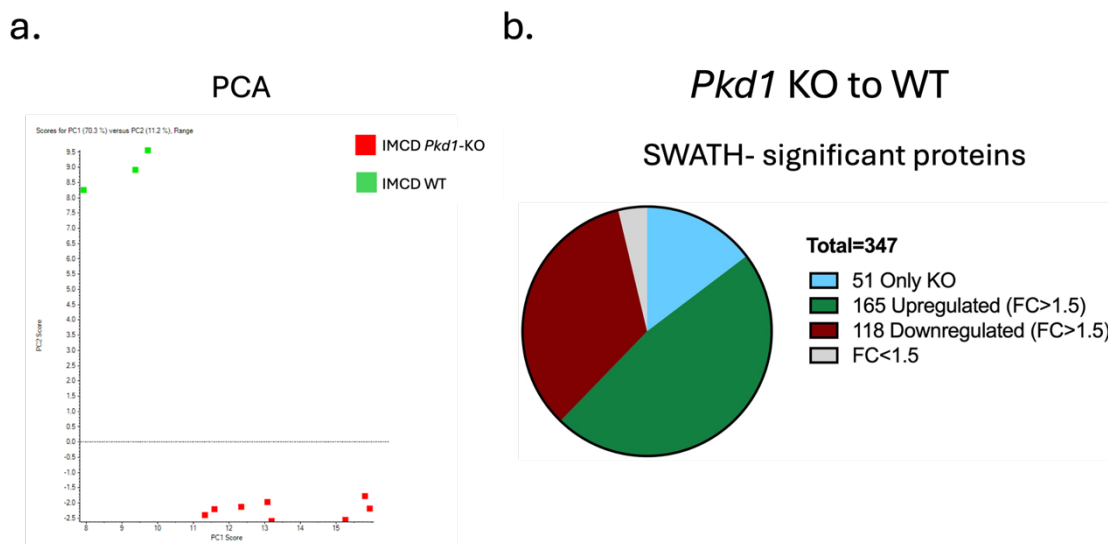 a.
PCA
Scores for PC1 (70.3 %) versus PC2 (11.2 %), Range
IMCD Pkd1-KO
IMCD WT
9.5
9.0
8.5
8.0
7.5
7.0
6.5
6.0
5.5
5.0
4.5
4.0
3.5
3.0
2.5
2.0
1.5
1.0
0.5
0.0
-0.5
-1.0
-1.5
-2.0
-2.5
PC2 Score
8 9 10 11 12 13 14 15
PC1 Score
b.
Pkd1 KO to WT
SWATH- significant proteins
Total=347
51 Only KO
165 Upregulated (FC>1.5)
118 Downregulated (FC>1.5)
FC<1.5